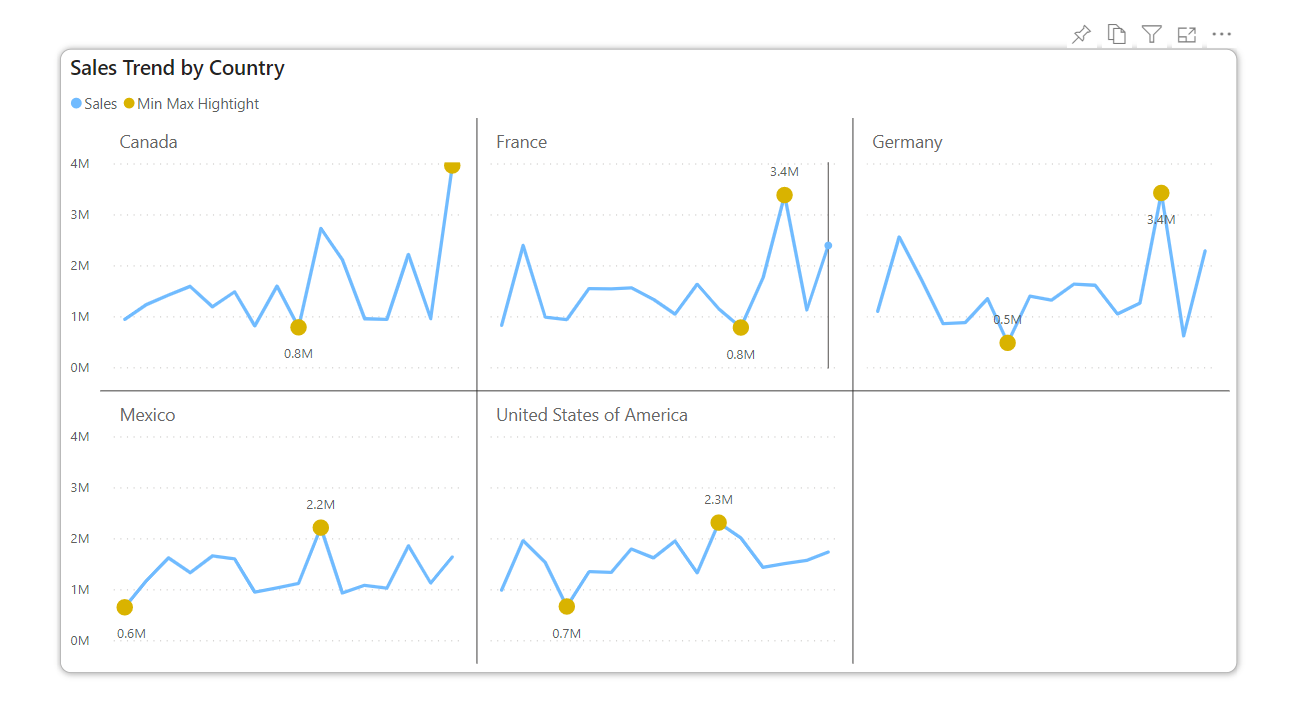 Sales Trend by Country
Sales Min Max Hightight
Canada France Germany
4M
3M
2M
1M
0M
0.8M
3.4M
0.8M
3.4M
0.5M
Mexico United States of America
4M
3M
2M
1M
0M
2.2M
0.6M
2.3M
0.7M